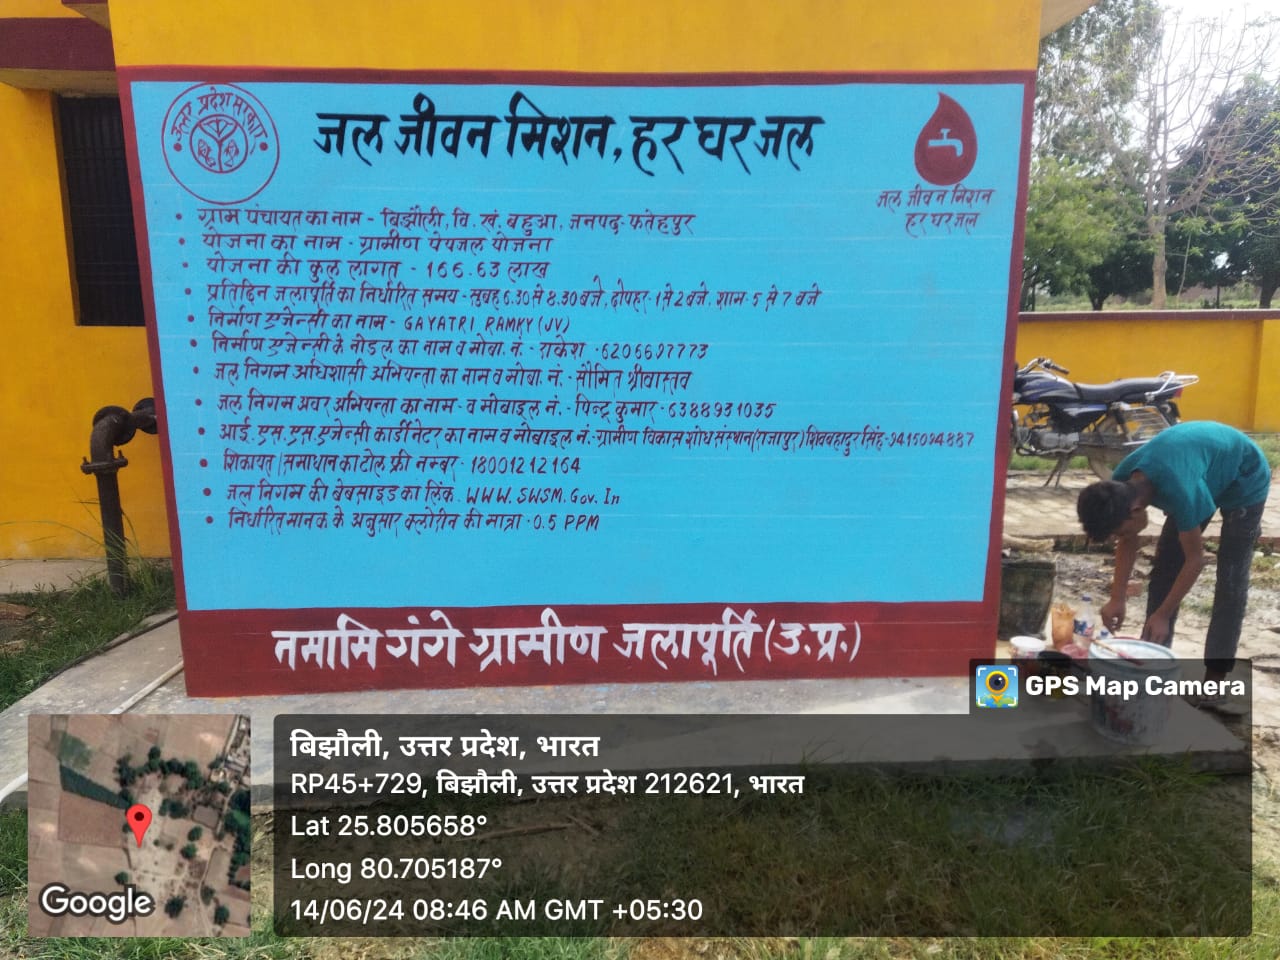 उत्तर प्रदेश सरकार
जल जीवन मिशन, हर घर जल
जल जीवन मिशन
हर घर जल
• ग्राम पंचायत का नाम - बिझौली, वि. खं. बहुआ, जनपद-फतेहपुर
• योजना का नाम - ग्रामीण पेयजल योजना
• योजना की कुल लागत - 166.63 लाख
• प्रतिदिन जलापूर्ति का निर्धारित समय - सुबह 6.30 से 8.30 बजे, दोपहर: 1 से 2 बजे, शाम: 5 से 7 बजे
• निर्माण एजेन्सी का नाम - GAYATRI RAMKY (JV)
• निर्माण एजेन्सी के नोडल का नाम व मोबा. नं. - राकेश - 6206697773
• जल निगम अधिशासी अभियन्ता का नाम व मोबा. नं. - सौमित श्रीवास्तव
• जल निगम अवर अभियन्ता का नाम - व मोबाइल नं. - पिन्टू कुमार - 6388931035
• आई. एस. एस. एजेन्सी कार्डीनेटर का नाम व मोबाइल नं. - ग्रामीण विकास शोध संस्थान (राजापुर) शिवबहादुर सिंह - 9415094887
• शिकायत / समाधान का टोल फ्री नम्बर - 18001212164
• जल निगम की बेबसाइड का लिंक. WWW. SWSM. Gov. In
• निर्धारित मानक के अनुसार क्लोरीन की मात्रा - 0.5 PPM
नमामि गंगे ग्रामीण जलापूर्ति (उ.प्र.)
GPS Map Camera
बिझौली, उत्तर प्रदेश, भारत
RP45+729, बिझौली, उत्तर प्रदेश 212621, भारत
Lat 25.805658°
Long 80.705187°
14/06/24 08:46 AM GMT +05:30
Google